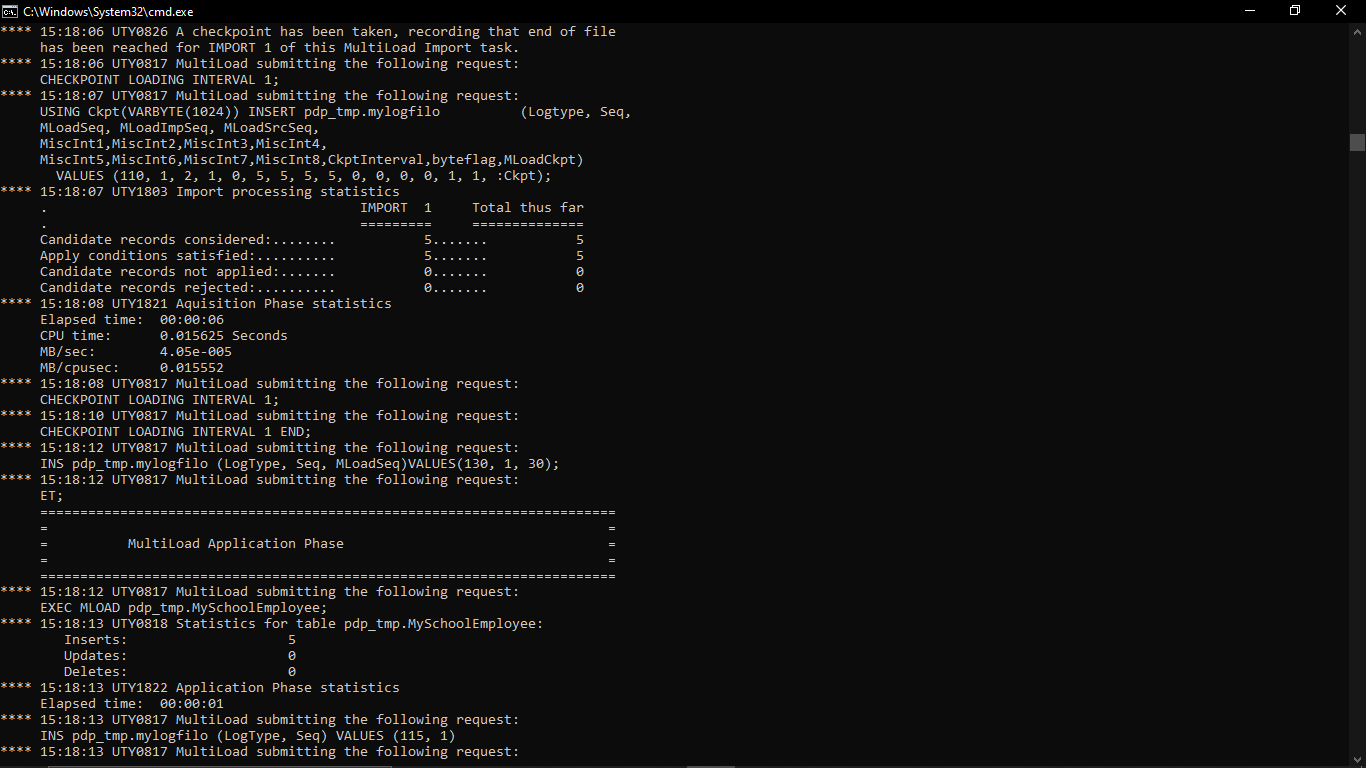 C:\Windows\System32\cmd.exe
**** 15:18:06 UTY0826 A checkpoint has been taken, recording that end of file
     has been reached for IMPORT 1 of this MultiLoad Import task.
**** 15:18:06 UTY0817 MultiLoad submitting the following request:
     CHECKPOINT LOADING INTERVAL 1;
**** 15:18:07 UTY0817 MultiLoad submitting the following request:
     USING Ckpt(VARBYTE(1024)) INSERT pdp_tmp.mylogfilo          (Logtype, Seq,
     MLoadSeq, MLoadImpSeq, MLoadSrcSeq,
     MiscInt1,MiscInt2,MiscInt3,MiscInt4,
     MiscInt5,MiscInt6,MiscInt7,MiscInt8,CkptInterval,byteflag,MLoadCkpt)
       VALUES (110, 1, 2, 1, 0, 5, 5, 5, 5, 0, 0, 0, 0, 1, 1, :Ckpt);
**** 15:18:07 UTY1803 Import processing statistics
     .                                       IMPORT  1     Total thus far
     .                                       =========     ==============
     Candidate records considered:........           5.......           5
     Apply conditions satisfied:..........           5.......           5
     Candidate records not applied:.......           0.......           0
     Candidate records rejected:..........           0.......           0
**** 15:18:08 UTY1821 Aquisition Phase statistics
     Elapsed time:  00:00:06
     CPU time:      0.015625 Seconds
     MB/sec:        4.05e-005
     MB/cpusec:     0.015552
**** 15:18:08 UTY0817 MultiLoad submitting the following request:
     CHECKPOINT LOADING INTERVAL 1;
**** 15:18:10 UTY0817 MultiLoad submitting the following request:
     CHECKPOINT LOADING INTERVAL 1 END;
**** 15:18:12 UTY0817 MultiLoad submitting the following request:
     INS pdp_tmp.mylogfilo (LogType, Seq, MLoadSeq)VALUES(130, 1, 30);
**** 15:18:12 UTY0817 MultiLoad submitting the following request:
     ET;
     ========================================================================
     =                                                                      =
     =          MultiLoad Application Phase                                 =
     =                                                                      =
     ========================================================================
**** 15:18:12 UTY0817 MultiLoad submitting the following request:
     EXEC MLOAD pdp_tmp.MySchoolEmployee;
**** 15:18:13 UTY0818 Statistics for table pdp_tmp.MySchoolEmployee:
        Inserts:                    5
        Updates:                    0
        Deletes:                    0
**** 15:18:13 UTY1822 Application Phase statistics
     Elapsed time:  00:00:01
**** 15:18:13 UTY0817 MultiLoad submitting the following request:
     INS pdp_tmp.mylogfilo (LogType, Seq) VALUES (115, 1)
**** 15:18:13 UTY0817 MultiLoad submitting the following request: